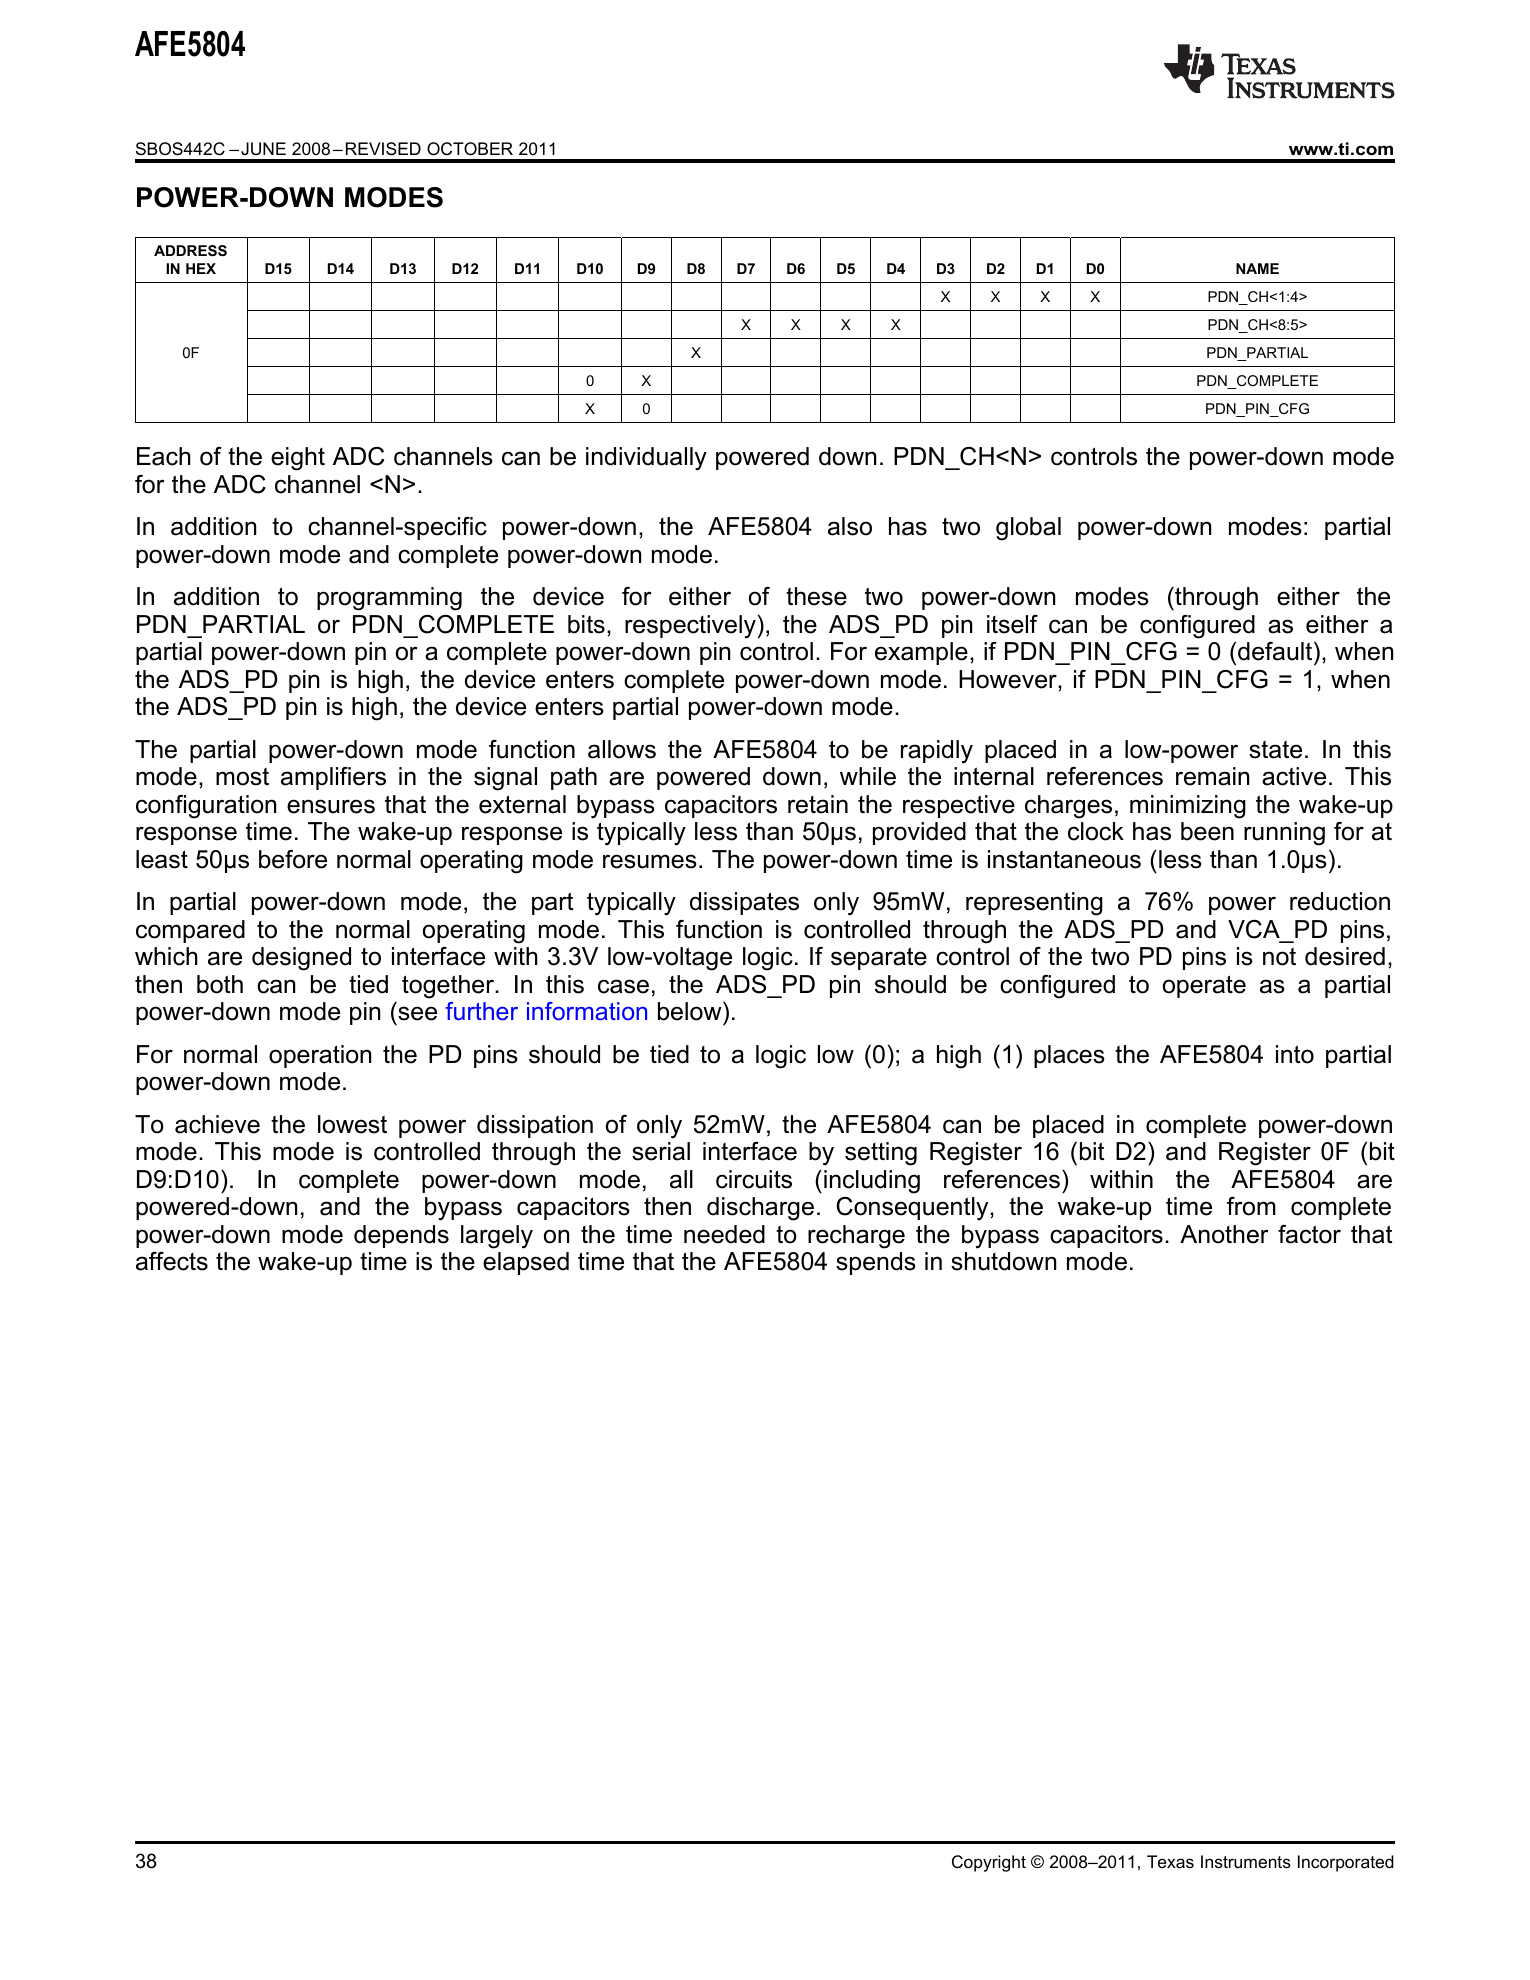 AFE5804
TEXAS
INSTRUMENTS
SBOS442C –JUNE 2008–REVISED OCTOBER 2011 www.ti.com
POWER-DOWN MODES
ADDRESS
IN HEX D15 D14 D13 D12 D11 D10 D9 D8 D7 D6 D5 D4 D3 D2 D1 D0 NAME
X X X X PDN_CH<1:4>
X X X X PDN_CH<8:5>
0F X PDN_PARTIAL
0 X PDN_COMPLETE
X 0 PDN_PIN_CFG
Each of the eight ADC channels can be individually powered down. PDN_CH<N> controls the power-down mode
for the ADC channel <N>.
In addition to channel-specific power-down, the AFE5804 also has two global power-down modes: partial
power-down mode and complete power-down mode.
In addition to programming the device for either of these two power-down modes (through either the
PDN_PARTIAL or PDN_COMPLETE bits, respectively), the ADS_PD pin itself can be configured as either a
partial power-down pin or a complete power-down pin control. For example, if PDN_PIN_CFG = 0 (default), when
the ADS_PD pin is high, the device enters complete power-down mode. However, if PDN_PIN_CFG = 1, when
the ADS_PD pin is high, the device enters partial power-down mode.
The partial power-down mode function allows the AFE5804 to be rapidly placed in a low-power state. In this
mode, most amplifiers in the signal path are powered down, while the internal references remain active. This
configuration ensures that the external bypass capacitors retain the respective charges, minimizing the wake-up
response time. The wake-up response is typically less than 50μs, provided that the clock has been running for at
least 50μs before normal operating mode resumes. The power-down time is instantaneous (less than 1.0μs).
In partial power-down mode, the part typically dissipates only 95mW, representing a 76% power reduction
compared to the normal operating mode. This function is controlled through the ADS_PD and VCA_PD pins,
which are designed to interface with 3.3V low-voltage logic. If separate control of the two PD pins is not desired,
then both can be tied together. In this case, the ADS_PD pin should be configured to operate as a partial
power-down mode pin (see further information below).
For normal operation the PD pins should be tied to a logic low (0); a high (1) places the AFE5804 into partial
power-down mode.
To achieve the lowest power dissipation of only 52mW, the AFE5804 can be placed in complete power-down
mode. This mode is controlled through the serial interface by setting Register 16 (bit D2) and Register 0F (bit
D9:D10). In complete power-down mode, all circuits (including references) within the AFE5804 are
powered-down, and the bypass capacitors then discharge. Consequently, the wake-up time from complete
power-down mode depends largely on the time needed to recharge the bypass capacitors. Another factor that
affects the wake-up time is the elapsed time that the AFE5804 spends in shutdown mode.
38 Copyright © 2008–2011, Texas Instruments Incorporated